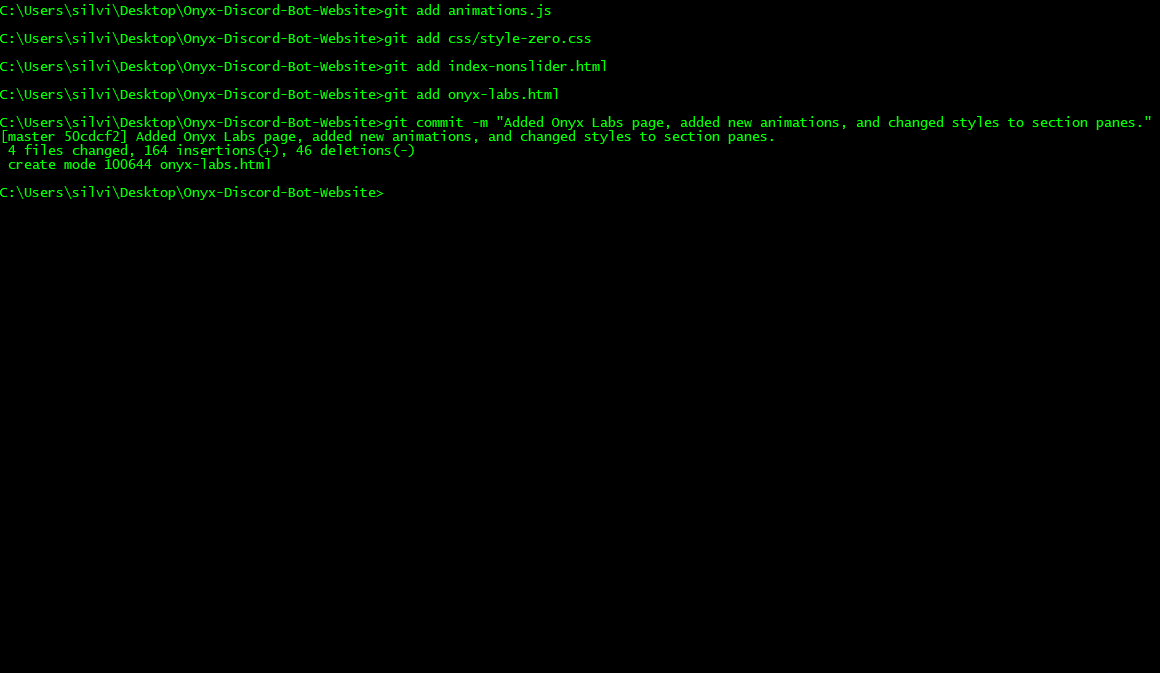 C:\Users\silvi\Desktop\Onyx-Discord-Bot-Website>git add animations.js
C:\Users\silvi\Desktop\Onyx-Discord-Bot-Website>git add css/style-zero.css
C:\Users\silvi\Desktop\Onyx-Discord-Bot-Website>git add index-nonslider.html
C:\Users\silvi\Desktop\Onyx-Discord-Bot-Website>git add onyx-labs.html
C:\Users\silvi\Desktop\Onyx-Discord-Bot-Website>git commit -m "Added Onyx Labs page, added new animations, and changed styles to section panes."
[master 50cdcf2] Added Onyx Labs page, added new animations, and changed styles to section panes.
 4 files changed, 164 insertions(+), 46 deletions(-)
 create mode 100644 onyx-labs.html
C:\Users\silvi\Desktop\Onyx-Discord-Bot-Website>